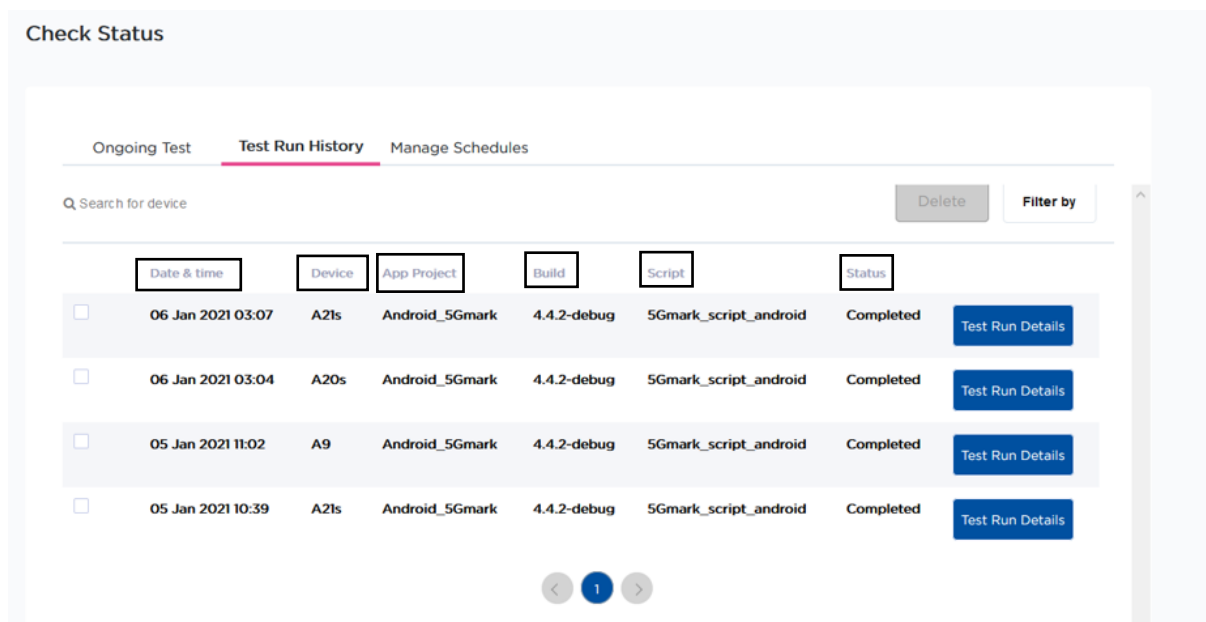 Check Status
Ongoing Test Test Run History Manage Schedules
Search for device Delete Filter by
Date & time Device App Project Build Script Status
06 Jan 2021 03:07 A21s Android_5Gmark 4.4.2-debug 5Gmark_script_android Completed Test Run Details
06 Jan 2021 03:04 A20s Android_5Gmark 4.4.2-debug 5Gmark_script_android Completed Test Run Details
05 Jan 2021 11:02 A9 Android_5Gmark 4.4.2-debug 5Gmark_script_android Completed Test Run Details
05 Jan 2021 10:39 A21s Android_5Gmark 4.4.2-debug 5Gmark_script_android Completed Test Run Details
< 1 >